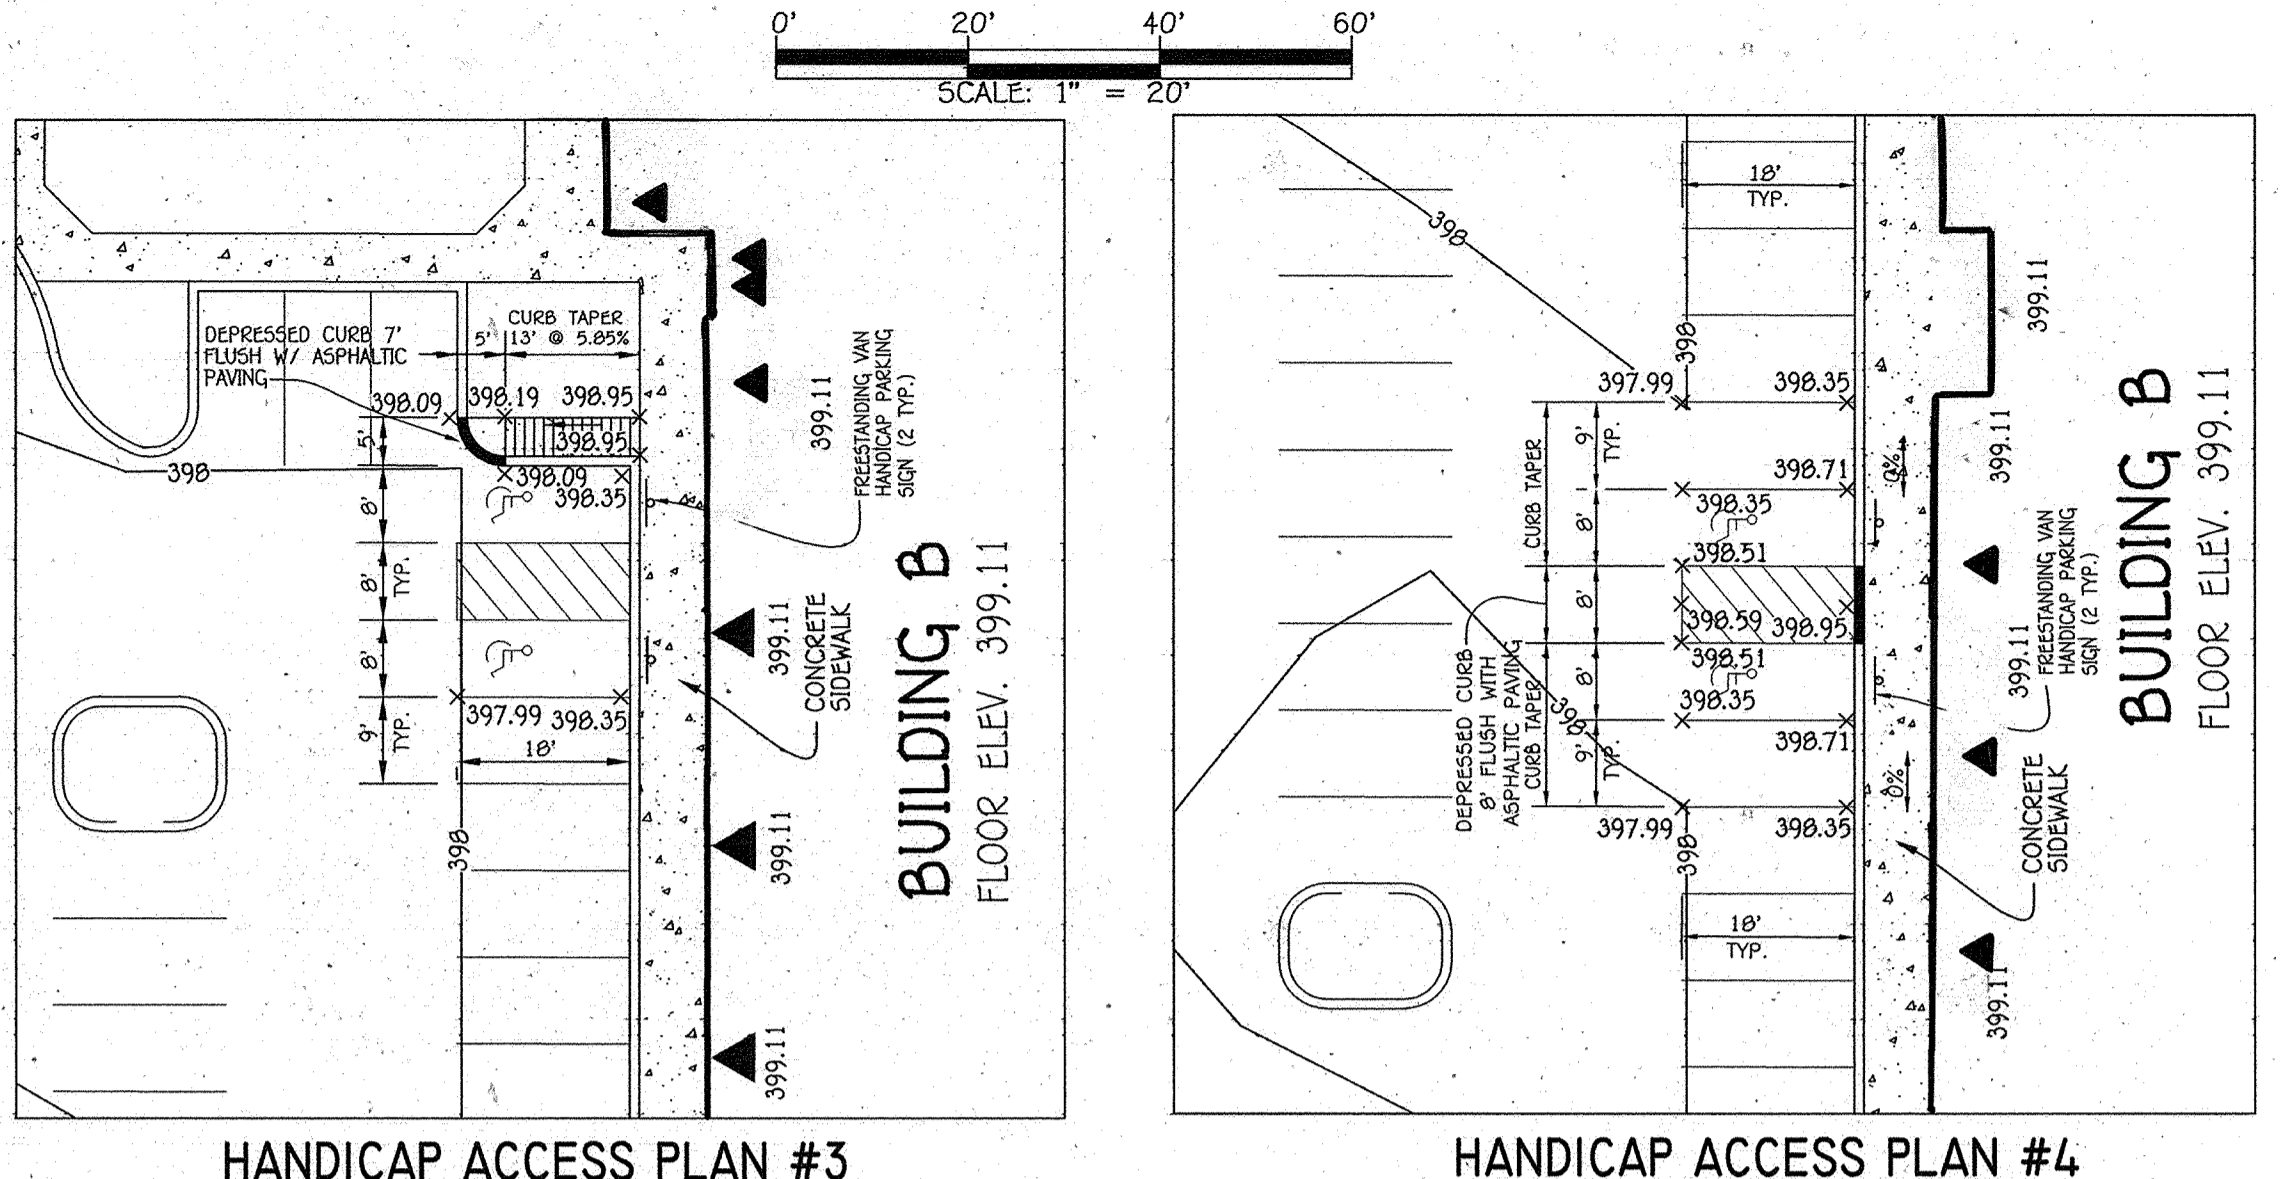 0' 20' 40' 60'
SCALE: 1" = 20'
DEPRESSED CURB 7'
FLUSH W/ ASPHALTIC
PAVING
CURB TAPER
5' 13' @ 5.85%
398.09 398.19 398.95
398.95
5'
398
398.09
398.35
8'
8'
TYP.
8'
397.99 398.35
9'
TYP.
18'
398
399.11
FREESTANDING VAN
HANDICAP PARKING
SIGN (2 TYP.)
399.11
CONCRETE
SIDEWALK
399.11
399.11
BUILDING B
FLOOR ELEV. 399.11
HANDICAP ACCESS PLAN #3
18'
TYP.
398
398
397.99 398.35
9'
TYP.
CURB TAPER
398.71
0%
8'
398.35
398.51
8'
398.59 398.95
398.51
8'
398.35
DEPRESSED CURB
8' FLUSH WITH
ASPHALTIC PAVING
CURB TAPER
398
9'
TYP.
398.71
0%
397.99 398.35
398
18'
TYP.
399.11
399.11
399.11
FREESTANDING VAN
HANDICAP PARKING
SIGN (2 TYP.)
CONCRETE
SIDEWALK
399.11
BUILDING B
FLOOR ELEV. 399.11
HANDICAP ACCESS PLAN #4